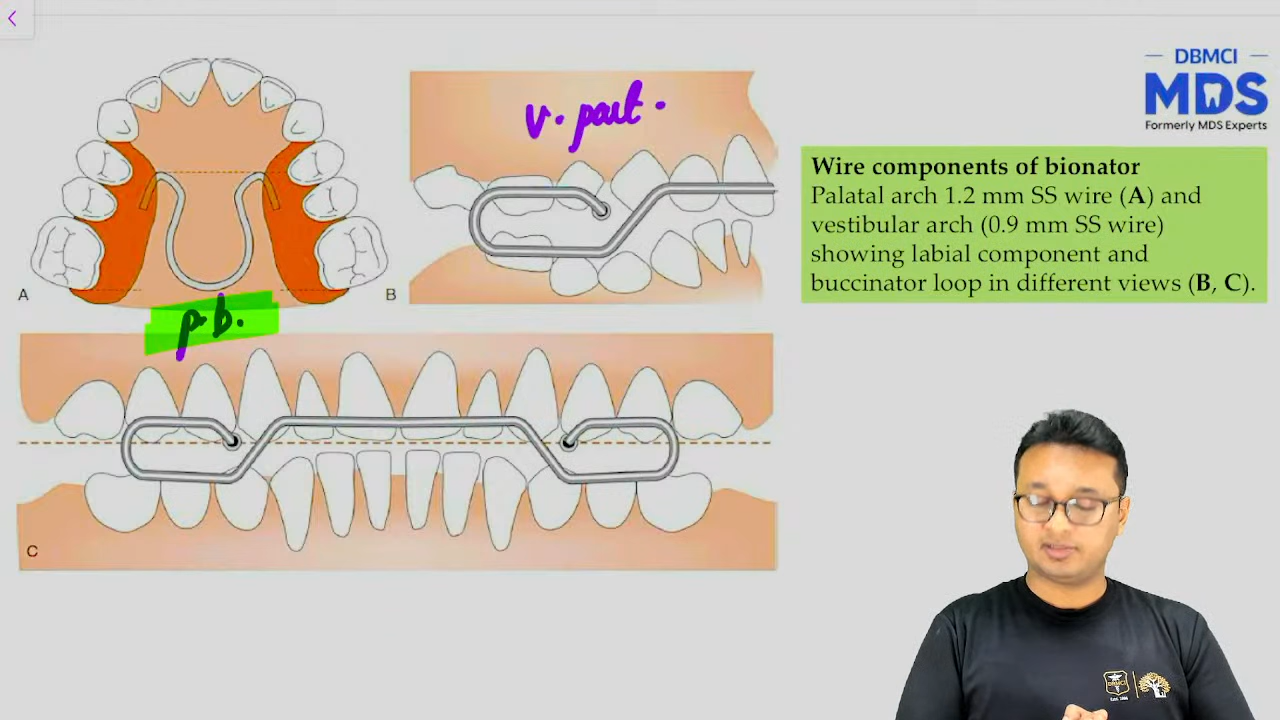 DBMCI
MDS
Formerly MDS Experts
v. part.
A
B
p.b.
Wire components of bionator
Palatal arch 1.2 mm SS wire (A) and
vestibular arch (0.9 mm SS wire)
showing labial component and
buccinator loop in different views (B, C).
C
DBMCI